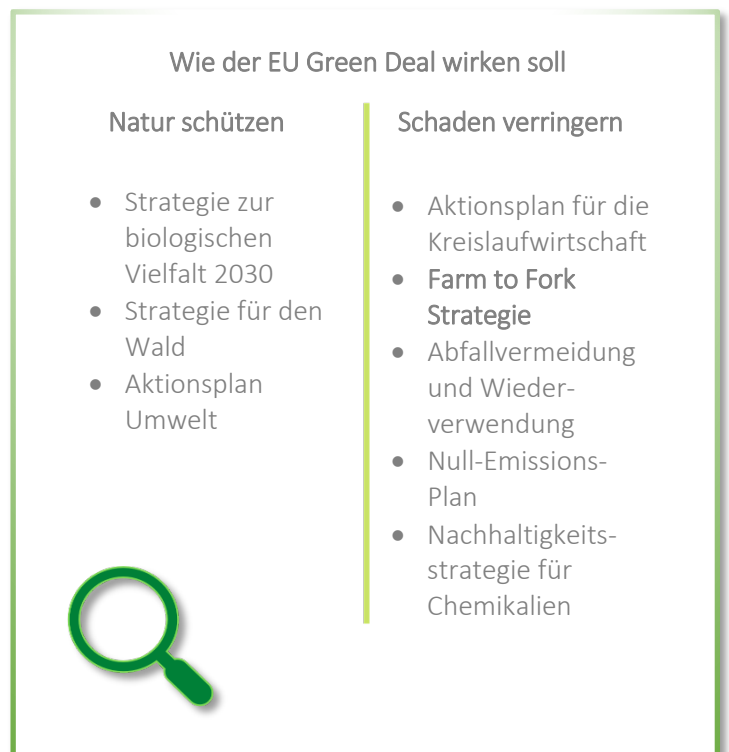 Wie der EU Green Deal wirken soll
Natur schützen
• Strategie zur
biologischen
Vielfalt 2030
• Strategie für den
Wald
• Aktionsplan
Umwelt
Schaden verringern
• Aktionsplan für die
Kreislaufwirtschaft
• Farm to Fork
Strategie
• Abfallvermeidung
und Wieder-
verwendung
• Null-Emissions-
Plan
• Nachhaltigkeits-
strategie für
Chemikalien